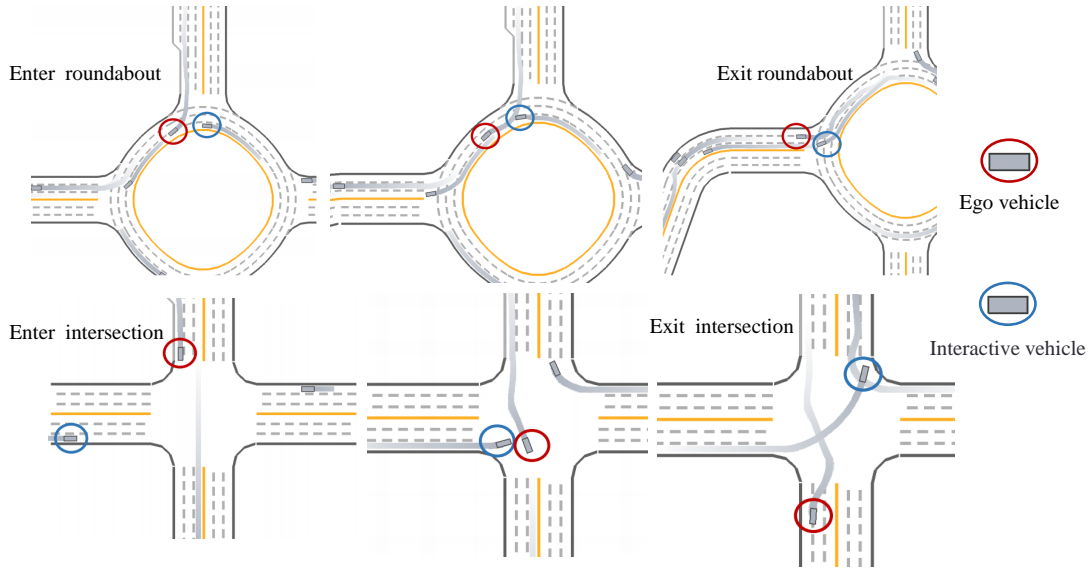 Enter roundabout
Exit roundabout
Ego vehicle
Enter intersection
Exit intersection
Interactive vehicle